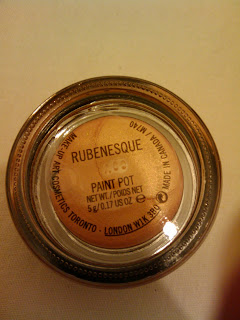 RUBENESQUE
PAINT POT
NET WT./POIDS NET
5 g/0.17 US OZ ℮
MAKE-UP ART COSMETICS TORONTO - LONDON W1K 3BQ
MADE IN CANADA / M740